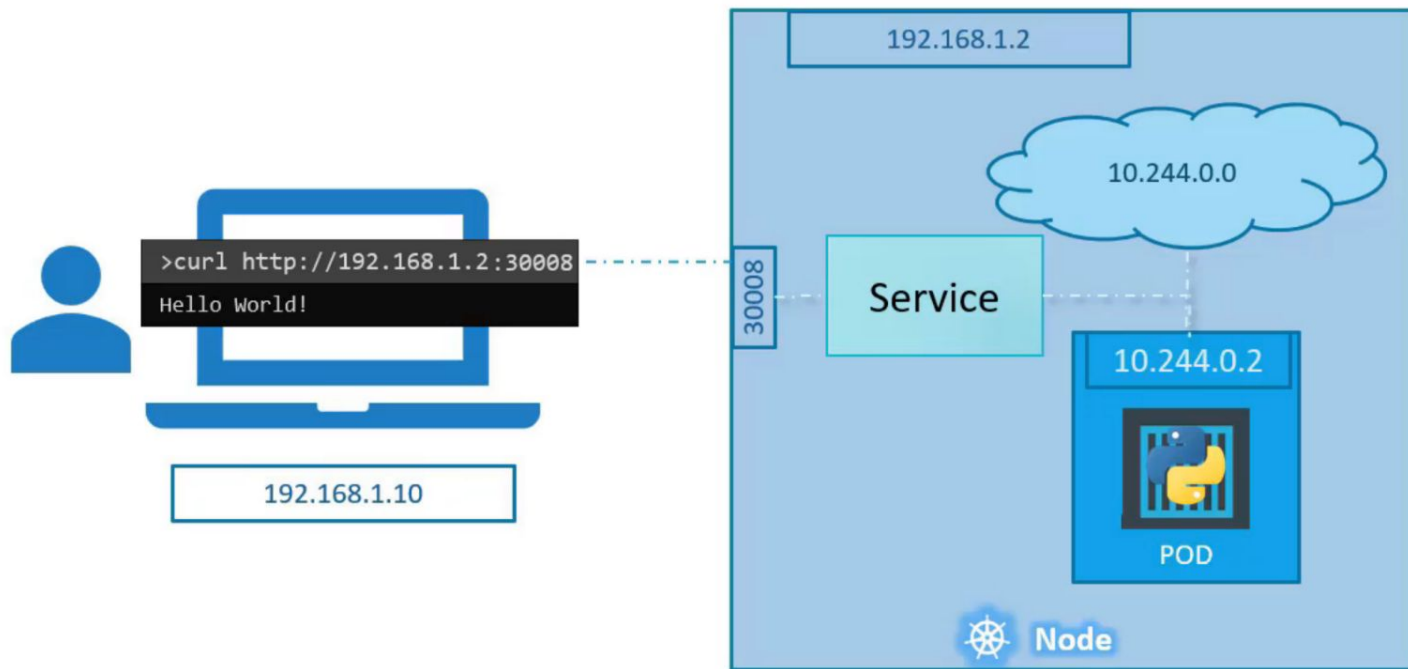 192.168.1.2
10.244.0.0
>curl http://192.168.1.2:30008
Hello World!
30008
Service
10.244.0.2
POD
192.168.1.10
Node